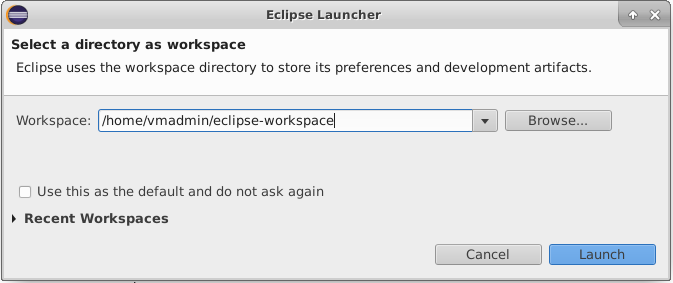 Eclipse Launcher
Select a directory as workspace
Eclipse uses the workspace directory to store its preferences and development artifacts.
Workspace: /home/vmadmin/eclipse-workspace Browse...
Use this as the default and do not ask again
Recent Workspaces
Cancel Launch